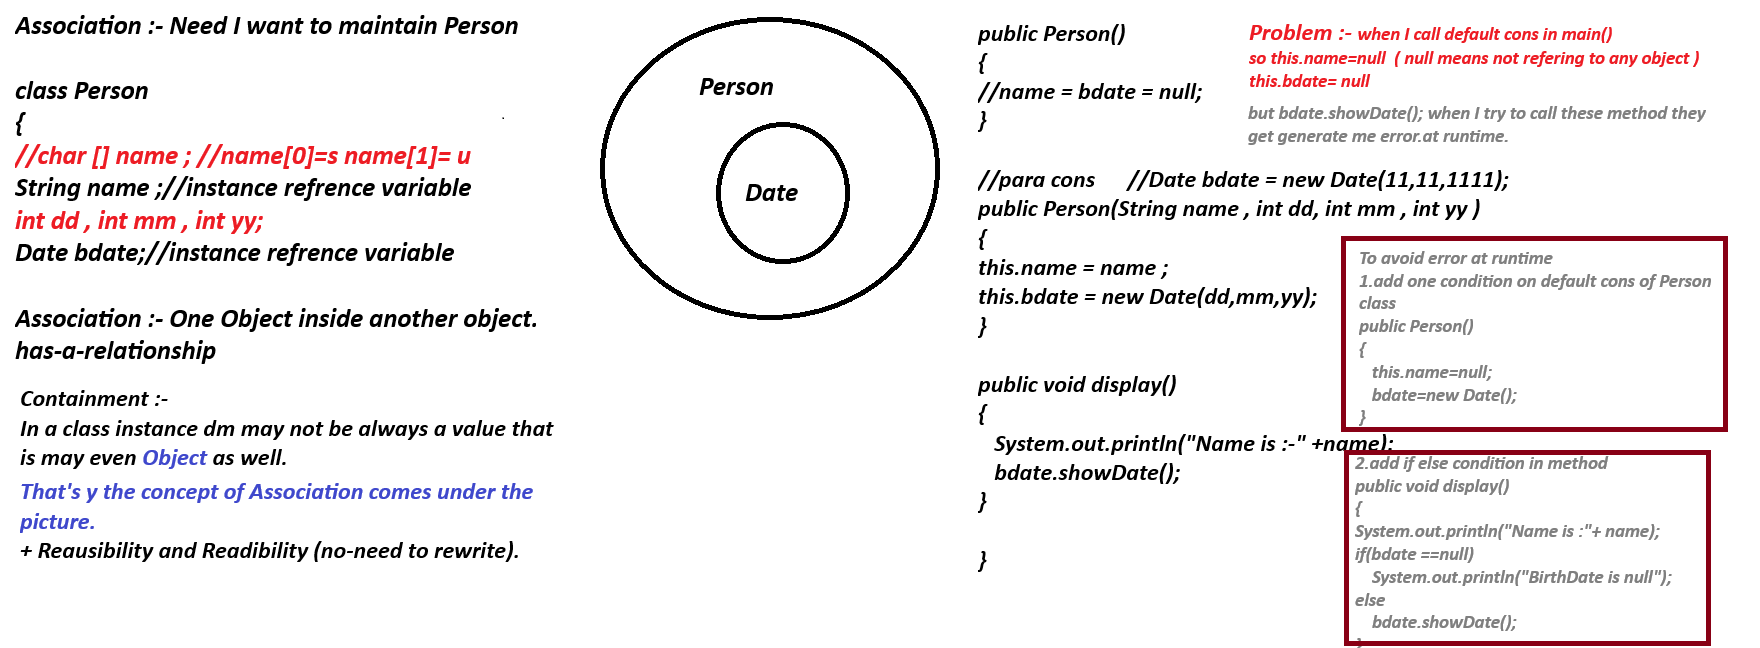 Association :- Need I want to maintain Person
class Person
{
//char [] name ; //name[0]=s name[1]= u
String name ;//instance refrence variable
int dd , int mm , int yy;
Date bdate;//instance refrence variable
Association :- One Object inside another object.
has-a-relationship
Containment :-
In a class instance dm may not be always a value that
is may even Object as well.
That's y the concept of Association comes under the
picture.
+ Reausibility and Readibility (no-need to rewrite).
Person
Date
public Person()
{
//name = bdate = null;
}
//para cons //Date bdate = new Date(11,11,1111);
public Person(String name , int dd, int mm , int yy )
{
this.name = name ;
this.bdate = new Date(dd,mm,yy);
}
public void display()
{
System.out.println("Name is :-" +name);
bdate.showDate();
}
}
Problem :- when I call default cons in main()
so this.name=null ( null means not refering to any object )
this.bdate= null
but bdate.showDate(); when I try to call these method they
get generate me error.at runtime.
To avoid error at runtime
1.add one condition on default cons of Person
class
public Person()
{
this.name=null;
bdate=new Date();
}
2.add if else condition in method
public void display()
{
System.out.println("Name is :"+ name);
if(bdate ==null)
System.out.println("BirthDate is null");
else
bdate.showDate();
}